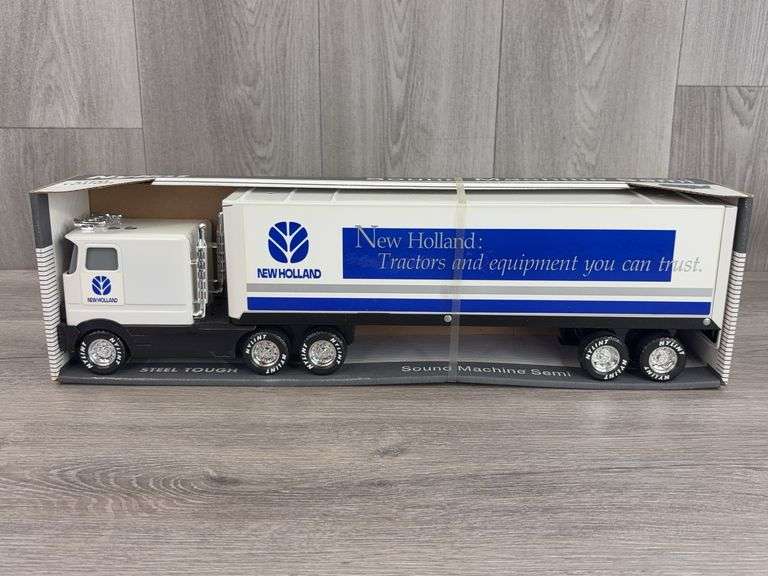 New Holland:
Tractors and equipment you can trust.
NEW HOLLAND
NEW HOLLAND
NYLINT
NYLINT
NYLINT
NYLINT
NYLINT
STEEL TOUGH
Sound Machine Semi